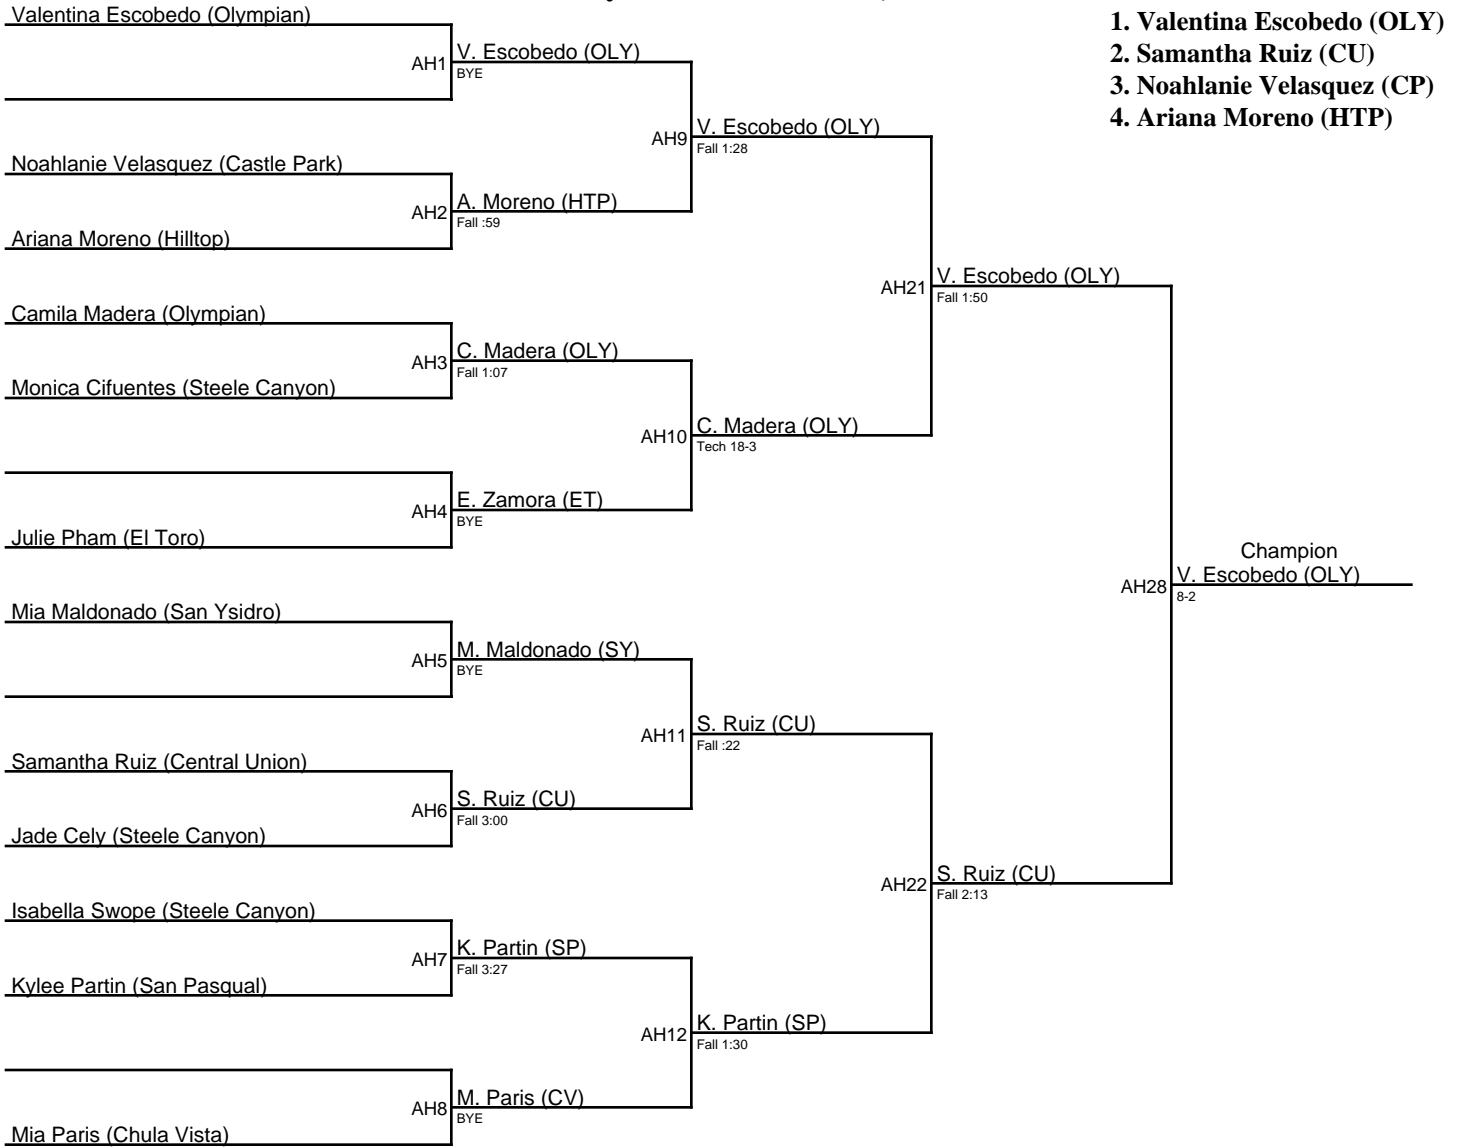 Valentina Escobedo (Olympian)
AH1
V. Escobedo (OLY)
BYE
Noahlanie Velasquez (Castle Park)
AH2
A. Moreno (HTP)
Fall :59
Ariana Moreno (Hilltop)
AH9
V. Escobedo (OLY)
Fall 1:28
Camila Madera (Olympian)
AH3
C. Madera (OLY)
Fall 1:07
Monica Cifuentes (Steele Canyon)
AH10
C. Madera (OLY)
Tech 18-3
AH4
E. Zamora (ET)
BYE
Julie Pham (El Toro)
AH21
V. Escobedo (OLY)
Fall 1:50
Mia Maldonado (San Ysidro)
AH5
M. Maldonado (SY)
BYE
AH11
S. Ruiz (CU)
Fall :22
Samantha Ruiz (Central Union)
AH6
S. Ruiz (CU)
Fall 3:00
Jade Cely (Steele Canyon)
AH22
S. Ruiz (CU)
Fall 2:13
Isabella Swope (Steele Canyon)
AH7
K. Partin (SP)
Fall 3:27
Kylee Partin (San Pasqual)
AH12
K. Partin (SP)
Fall 1:30
AH8
M. Paris (CV)
BYE
Mia Paris (Chula Vista)
AH28
Champion
V. Escobedo (OLY)
8-2
1. Valentina Escobedo (OLY)
2. Samantha Ruiz (CU)
3. Noahlanie Velasquez (CP)
4. Ariana Moreno (HTP)